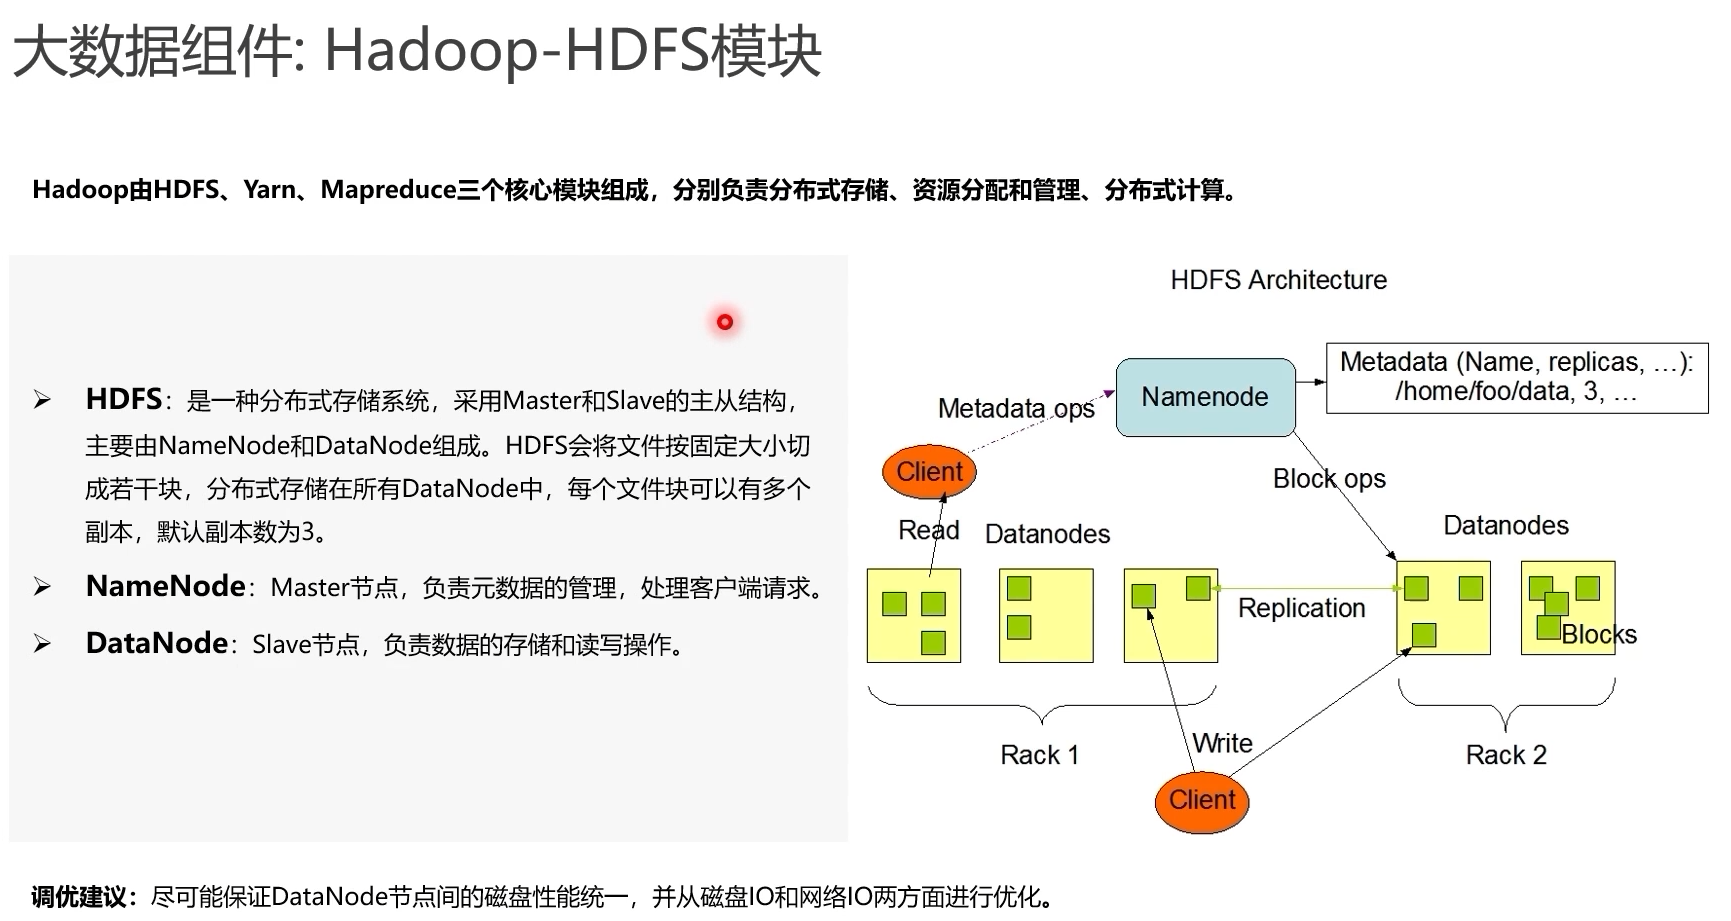 大数据组件: Hadoop-HDFS模块
Hadoop由HDFS、Yarn、Mapreduce三个核心模块组成，分别负责分布式存储、资源分配和管理、分布式计算。
➢ HDFS：是一种分布式存储系统，采用Master和Slave的主从结构，
主要由NameNode和DataNode组成。HDFS会将文件按固定大小切
成若干块，分布式存储在所有DataNode中，每个文件块可以有多个
副本，默认副本数为3。
➢ NameNode：Master节点，负责元数据的管理，处理客户端请求。
➢ DataNode：Slave节点，负责数据的存储和读写操作。
HDFS Architecture
Metadata (Name, replicas, …):
/home/foo/data, 3, …
Namenode
Metadata ops
Client
Block ops
Read
Datanodes
Datanodes
Replication
Blocks
Rack 1
Write
Rack 2
Client
调优建议：尽可能保证DataNode节点间的磁盘性能统一，并从磁盘IO和网络IO两方面进行优化。